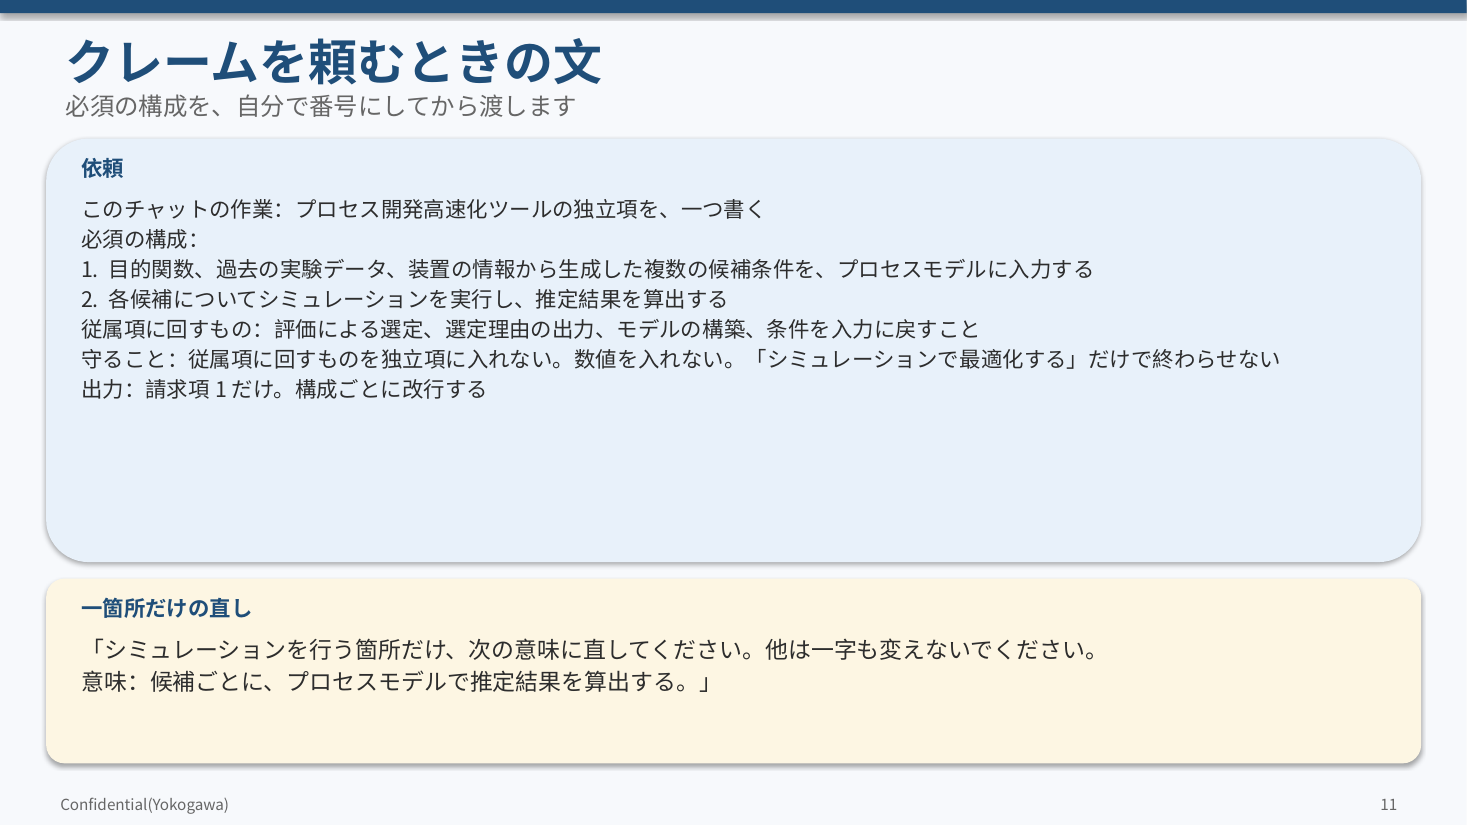 クレームを頼むときの文
必須の構成を、自分で番号にしてから渡します
依頼
このチャットの作業：プロセス開発高速化ツールの独立項を、一つ書く
必須の構成：
1. 目的関数、過去の実験データ、装置の情報から生成した複数の候補条件を、プロセスモデルに入力する
2. 各候補についてシミュレーションを実行し、推定結果を算出する
従属項に回すもの：評価による選定、選定理由の出力、モデルの構築、条件を入力に戻すこと
守ること：従属項に回すものを独立項に入れない。数値を入れない。「シミュレーションで最適化する」だけで終わらせない
出力：請求項 1 だけ。構成ごとに改行する
一箇所だけの直し
「シミュレーションを行う箇所だけ、次の意味に直してください。他は一字も変えないでください。
意味：候補ごとに、プロセスモデルで推定結果を算出する。」
Confidential(Yokogawa)
11